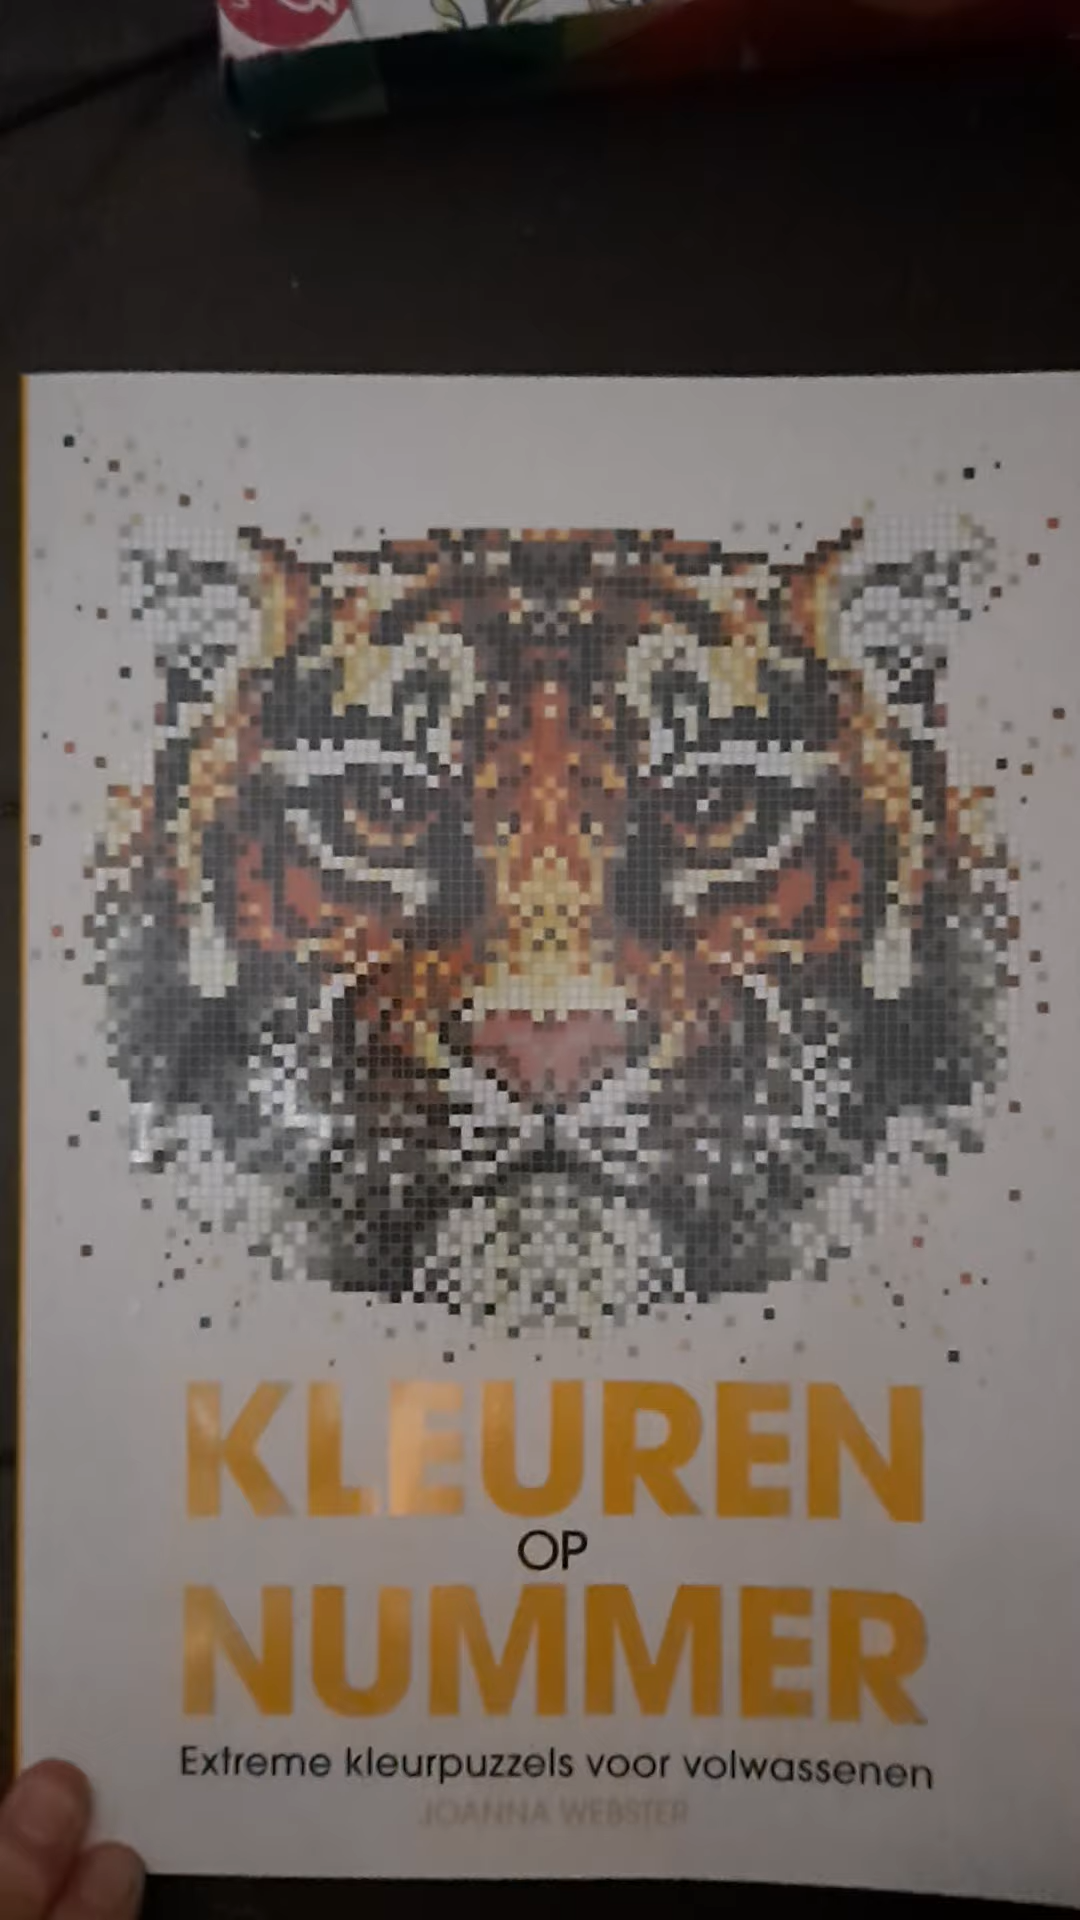 KLEUREN
OP
NUMMER
Extreme kleurpuzzels voor volwassenen
JOANNA WEBSTER